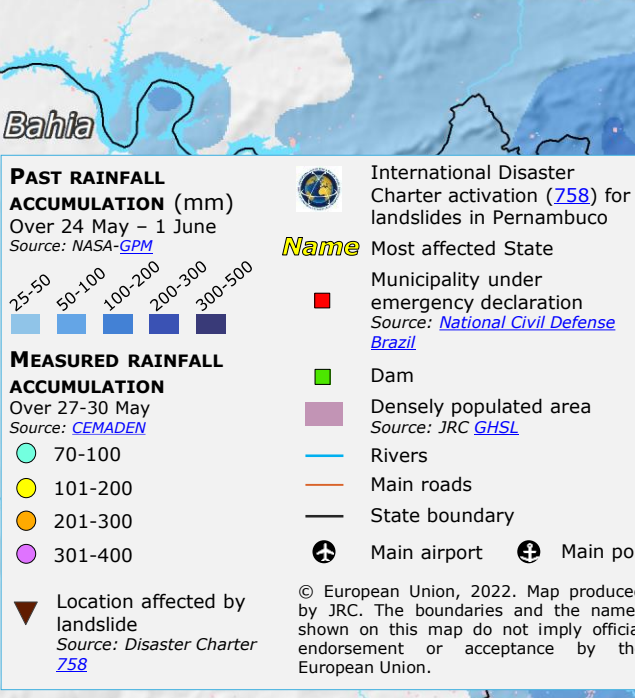 Bahia
PAST RAINFALL
ACCUMULATION (mm)
Over 24 May – 1 June
Source: NASA-GPM
25-50
50-100
100-200
200-300
300-500
MEASURED RAINFALL
ACCUMULATION
Over 27-30 May
Source: CEMADEN
70-100
101-200
201-300
301-400
Location affected by
landslide
Source: Disaster Charter
758
International Disaster
Charter activation (758) for
landslides in Pernambuco
Name Most affected State
Municipality under
emergency declaration
Source: National Civil Defense
Brazil
Dam
Densely populated area
Source: JRC GHSL
Rivers
Main roads
State boundary
Main airport
Main po
© European Union, 2022. Map produced
by JRC. The boundaries and the name
shown on this map do not imply officia
endorsement or acceptance by th
European Union.